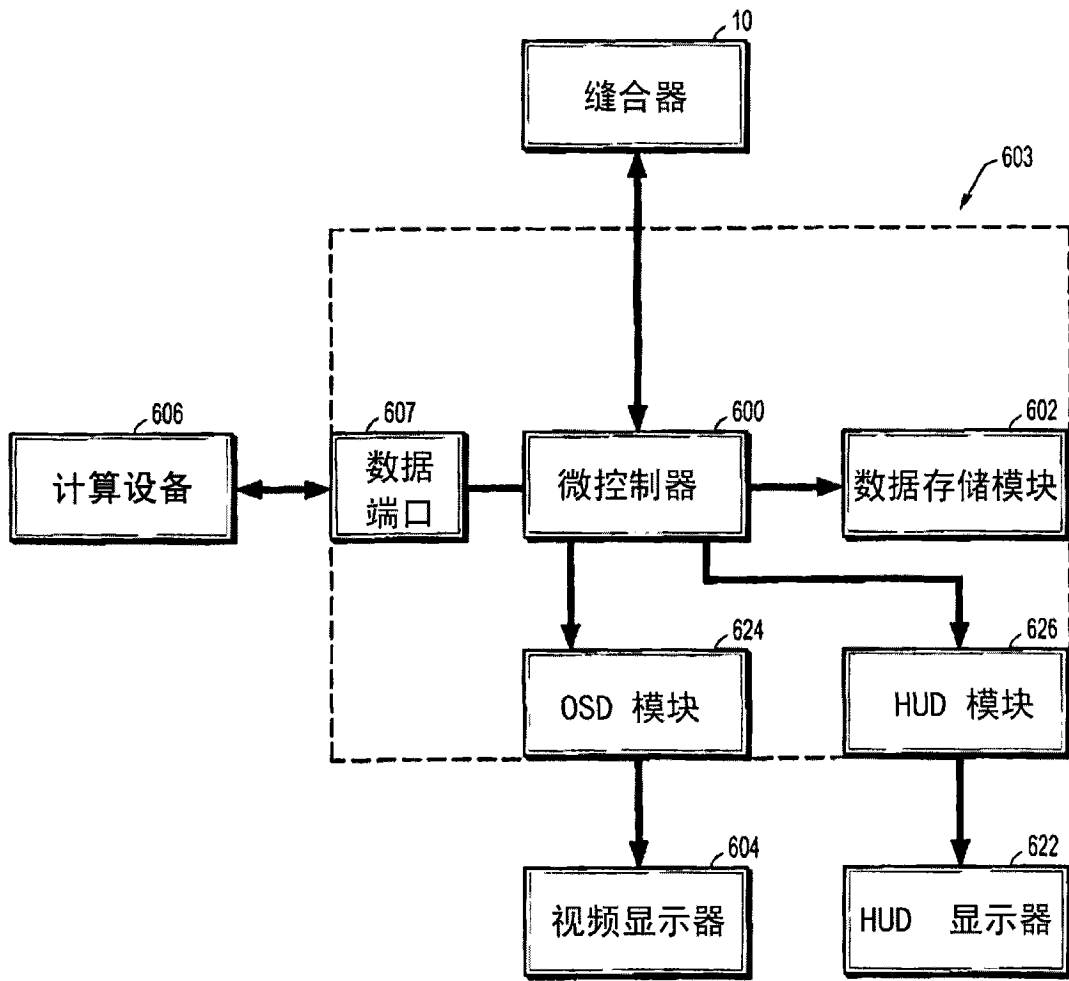 10
缝合器
603
606
计算设备
607
数据
端口
600
微控制器
602
数据存储模块
624
OSD 模块
626
HUD 模块
604
视频显示器
622
HUD 显示器